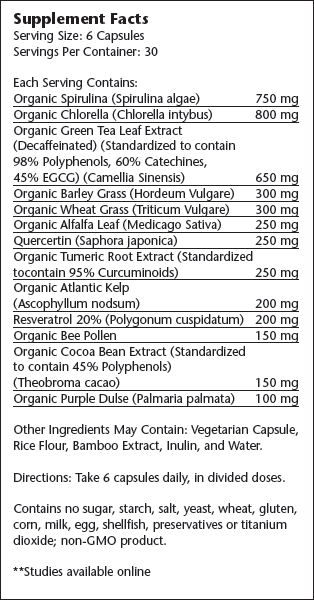 Supplement Facts
Serving Size: 6 Capsules
Servings Per Container: 30
Each Serving Contains:
Organic Spirulina (Spirulina algae) 750 mg
Organic Chlorella (Chlorella intybus) 800 mg
Organic Green Tea Leaf Extract
(Decaffeinated) (Standardized to contain
98% Polyphenols, 60% Catechines,
45% EGCG) (Camellia Sinensis) 650 mg
Organic Barley Grass (Hordeum Vulgare) 300 mg
Organic Wheat Grass (Triticum Vulgare) 300 mg
Organic Alfalfa Leaf (Medicago Sativa) 250 mg
Quercertin (Saphora japonica) 250 mg
Organic Tumeric Root Extract (Standardized
tocontain 95% Curcuminoids) 250 mg
Organic Atlantic Kelp
(Ascophyllum nodsum) 200 mg
Resveratrol 20% (Polygonum cuspidatum) 200 mg
Organic Bee Pollen 150 mg
Organic Cocoa Bean Extract (Standardized
to contain 45% Polyphenols)
(Theobroma cacao) 150 mg
Organic Purple Dulse (Palmaria palmata) 100 mg
Other Ingredients May Contain: Vegetarian Capsule,
Rice Flour, Bamboo Extract, Inulin, and Water.
Directions: Take 6 capsules daily, in divided doses.
Contains no sugar, starch, salt, yeast, wheat, gluten,
corn, milk, egg, shellfish, preservatives or titanium
dioxide; non-GMO product.
**Studies available online